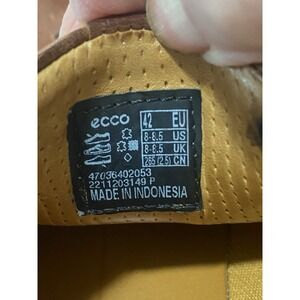 ecco
42 EU
8-8.5 US
8-8.5 UK
265 (2.5) CN
47036402053
2211203149 P
MADE IN INDONESIA